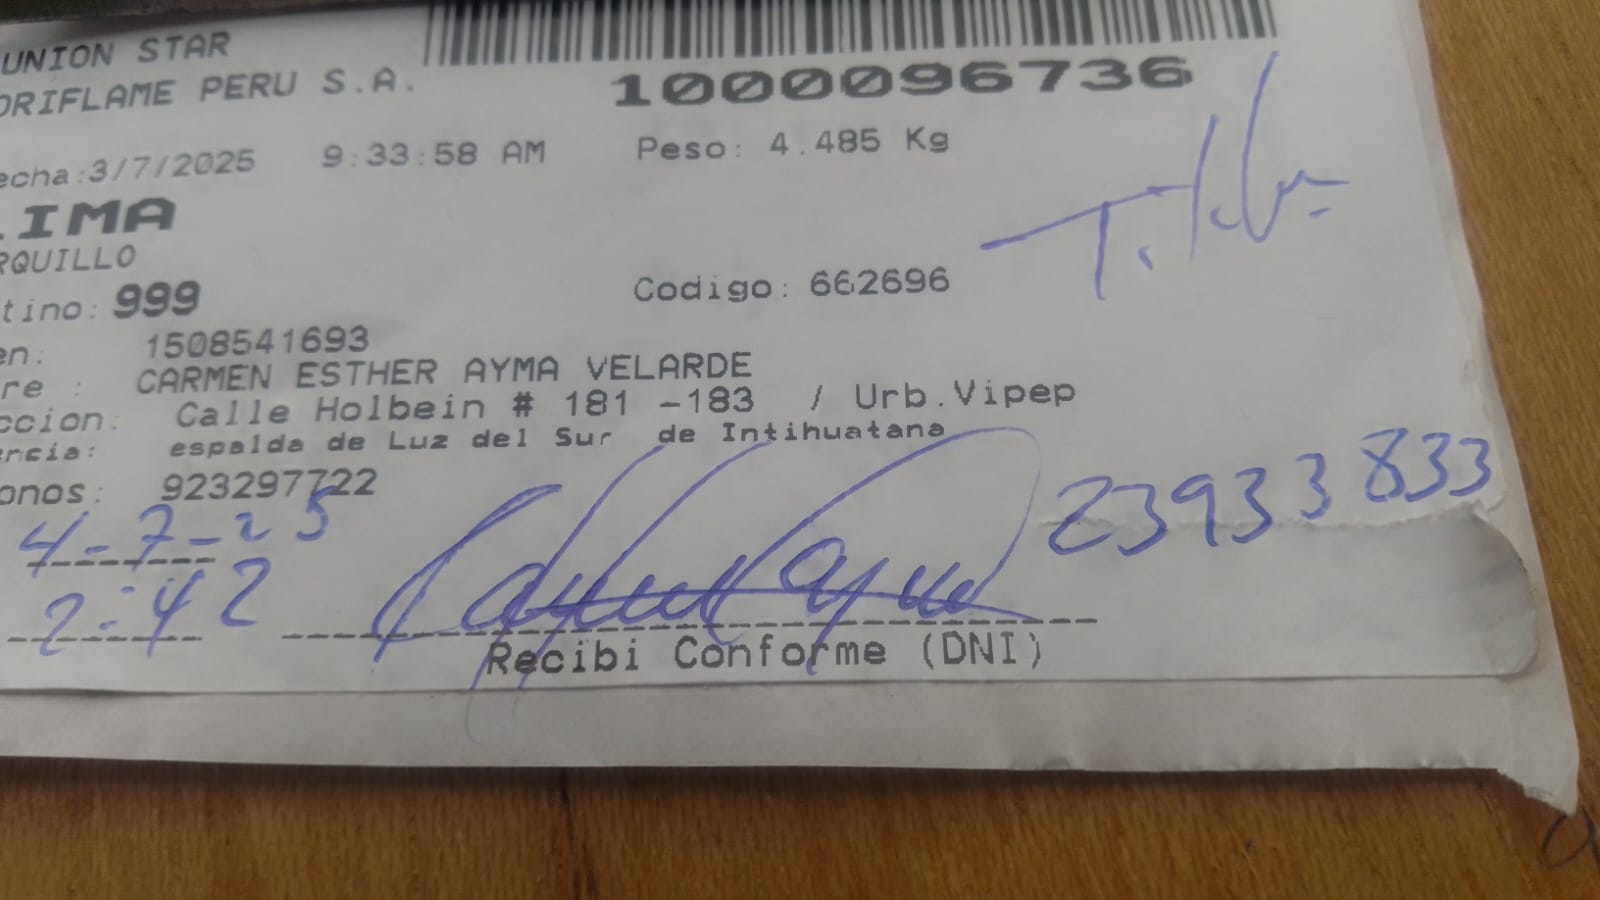 UNION STAR
ORIFLAME PERU S.A.
1000096736
echa:3/7/2025 9:33:58 AM Peso: 4.485 Kg
LIMA
RQUILLO
tino: 999 Codigo: 662696
en: 1508541693
re : CARMEN ESTHER AYMA VELARDE
ccion: Calle Holbein # 181 -183 / Urb.Vipep
encia: espalda de Luz del Sur de Intihuatana
onos: 923297722
4-7-25
23933833
2:42
Recibi Conforme (DNI)